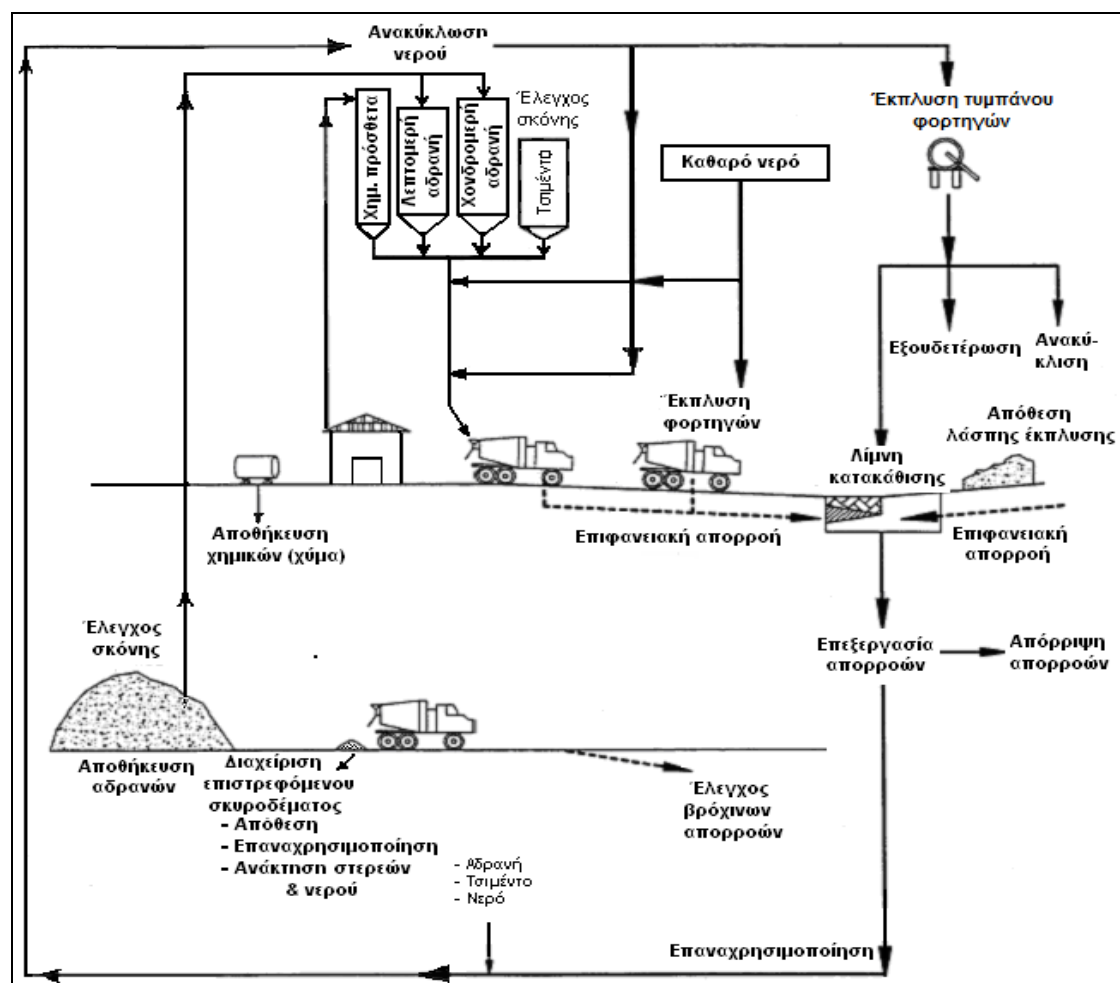 Ανακύκλωση
νερού
Έλεγχος
σκόνης
Χημ. πρόσθετα
Λεπτομερή
αδρανή
Χονδρομερή
αδρανή
Τσιμέντο
Καθαρό νερό
Έκπλυση τυμπάνου
φορτηγών
Εξουδετέρωση
Ανακύ-
κλιση
Έκπλυση
φορτηγών
Απόθεση
λάσπης έκπλυσης
Λίμνη
κατακάθισης
Αποθήκευση
χημικών (χύμα)
Επιφανειακή απορροή
Επιφανειακή
απορροή
Έλεγχος
σκόνης
Επεξεργασία
απορροών
Απόρριψη
απορροών
Αποθήκευση
αδρανών
Διαχείριση
επιστρεφόμενου
σκυροδέματος
- Απόθεση
- Επαναχρησιμοποίηση
- Ανάκτηση στερεών
& νερού
Έλεγχος
βρόχινων
απορροών
- Αδρανή
- Τσιμέντο
- Νερό
Επαναχρησιμοποίηση